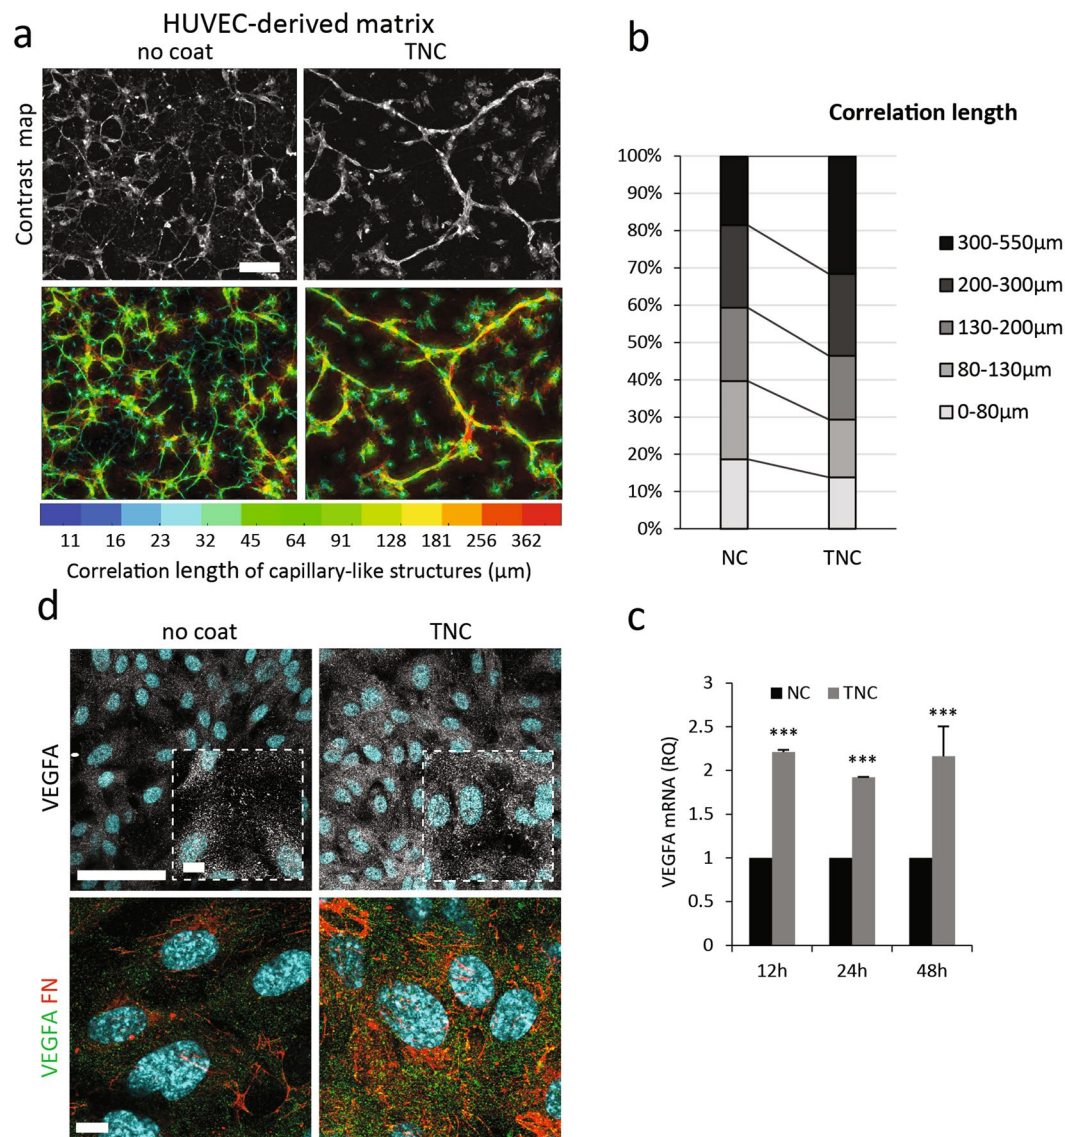 a
HUVEC-derived matrix
no coat
TNC
Contrast map
11 16 23 32 45 64 91 128 181 256 362
Correlation length of capillary-like structures (µm)
b
Correlation length
100%
90%
80%
70%
60%
50%
40%
30%
20%
10%
0%
NC TNC
300-550µm
200-300µm
130-200µm
80-130µm
0-80µm
d
no coat
TNC
VEGFA
VEGFA FN
c
VEGFA mRNA (RQ)
3
2.5
2
1.5
1
0.5
0
NC TNC
***
***
***
12h 24h 48h